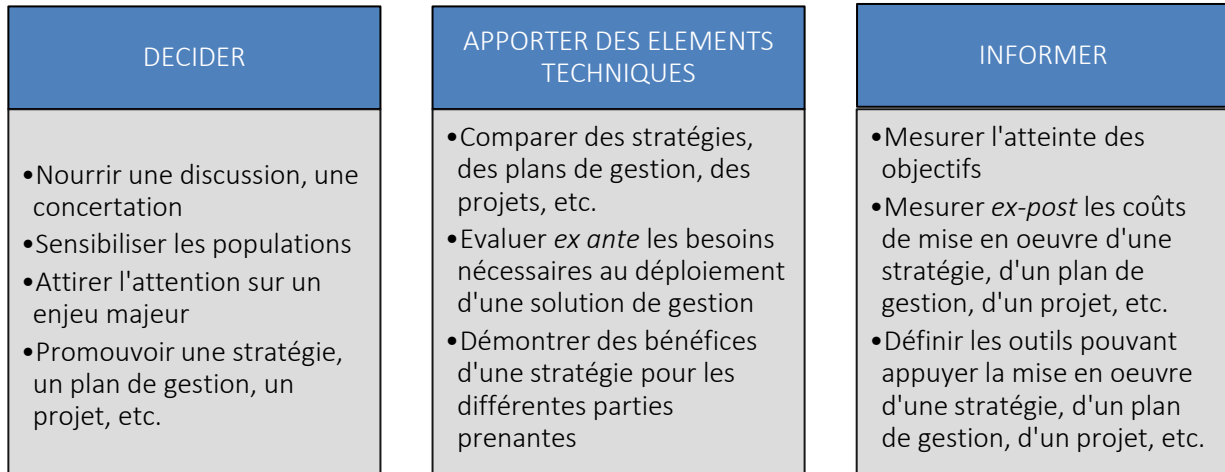 DECIDER
•Nourrir une discussion, une
concertation
•Sensibiliser les populations
•Attirer l'attention sur un
enjeu majeur
•Promouvoir une stratégie,
un plan de gestion, un
projet, etc.
APPORTER DES ELEMENTS
TECHNIQUES
•Comparer des stratégies,
des plans de gestion, des
projets, etc.
•Evaluer ex ante les besoins
nécessaires au déploiement
d'une solution de gestion
•Démontrer des bénéfices
d'une stratégie pour les
différentes parties
prenantes
INFORMER
•Mesurer l'atteinte des
objectifs
•Mesurer ex-post les coûts
de mise en oeuvre d'une
stratégie, d'un plan de
gestion, d'un projet, etc.
•Définir les outils pouvant
appuyer la mise en oeuvre
d'une stratégie, d'un plan
de gestion, d'un projet, etc.